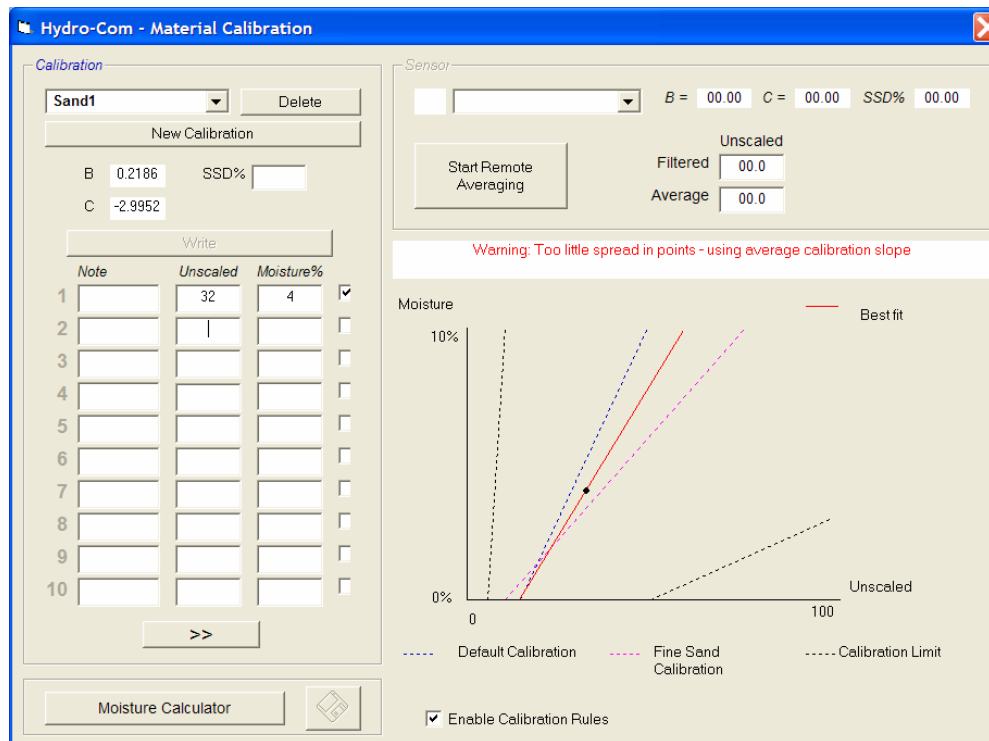 Hydro-Com - Material Calibration
Calibration
Sand1
Delete
New Calibration
B 0.2186 SSD%
C -2.9952
Write
Note Unscaled Moisture%
1 32 4
2
3
4
5
6
7
8
9
10
>>
Moisture Calculator
Sensor
B = 00.00 C = 00.00 SSD% 00.00
Start Remote
Averaging
Unscaled
Filtered 00.0
Average 00.0
Warning: Too little spread in points - using average calibration slope
Moisture
Best fit
10%
0%
Unscaled
0
100
Default Calibration
Fine Sand
Calibration
Calibration Limit
Enable Calibration Rules